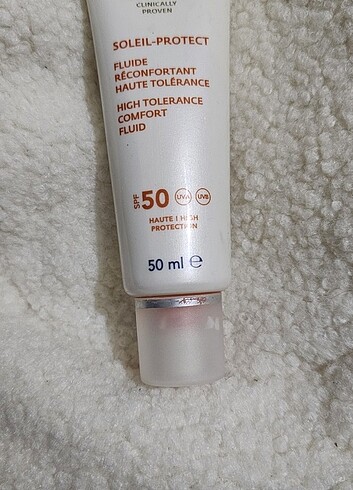 CLINICALLY
PROVEN
SOLEIL-PROTECT
FLUIDE
RÉCONFORTANT
HAUTE TOLÉRANCE
HIGH TOLERANCE
COMFORT
FLUID
SPF 50 UVA UVB
HAUTE I HIGH
PROTECTION
50 ml e